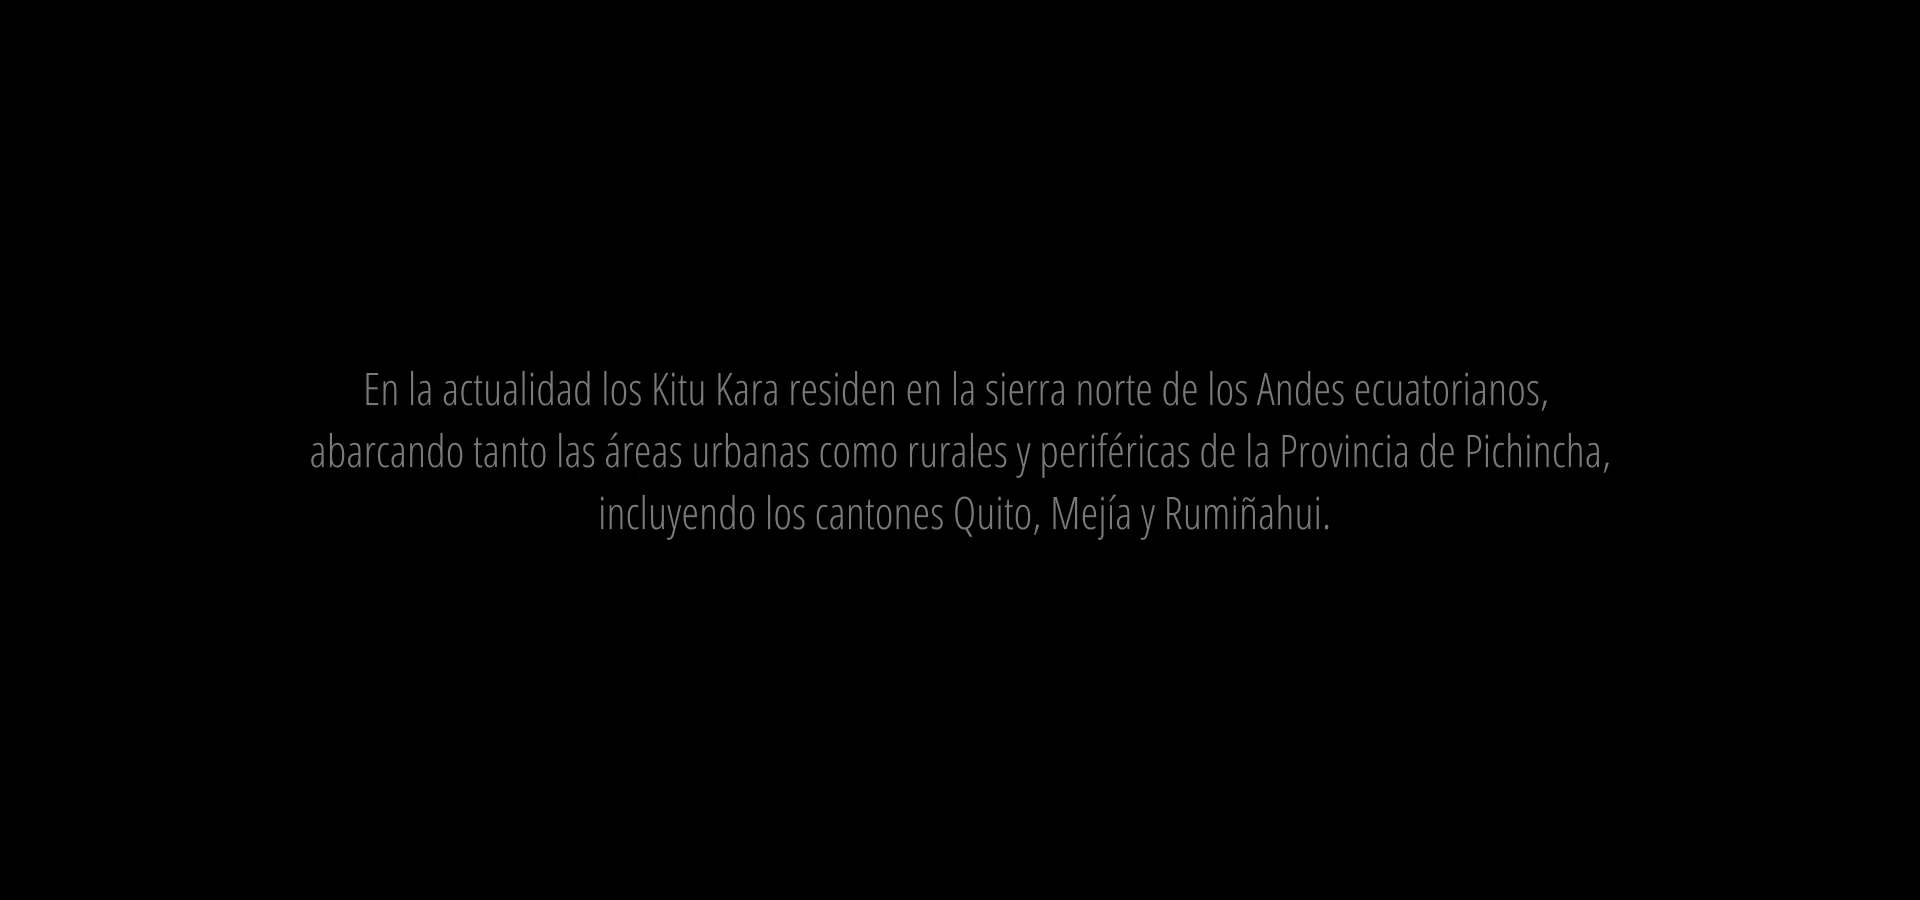 En la actualidad los Kitu Kara residen en la sierra norte de los Andes ecuatorianos,
abarcando tanto las áreas urbanas como rurales y periféricas de la Provincia de Pichincha,
incluyendo los cantones Quito, Mejía y Rumiñahui.